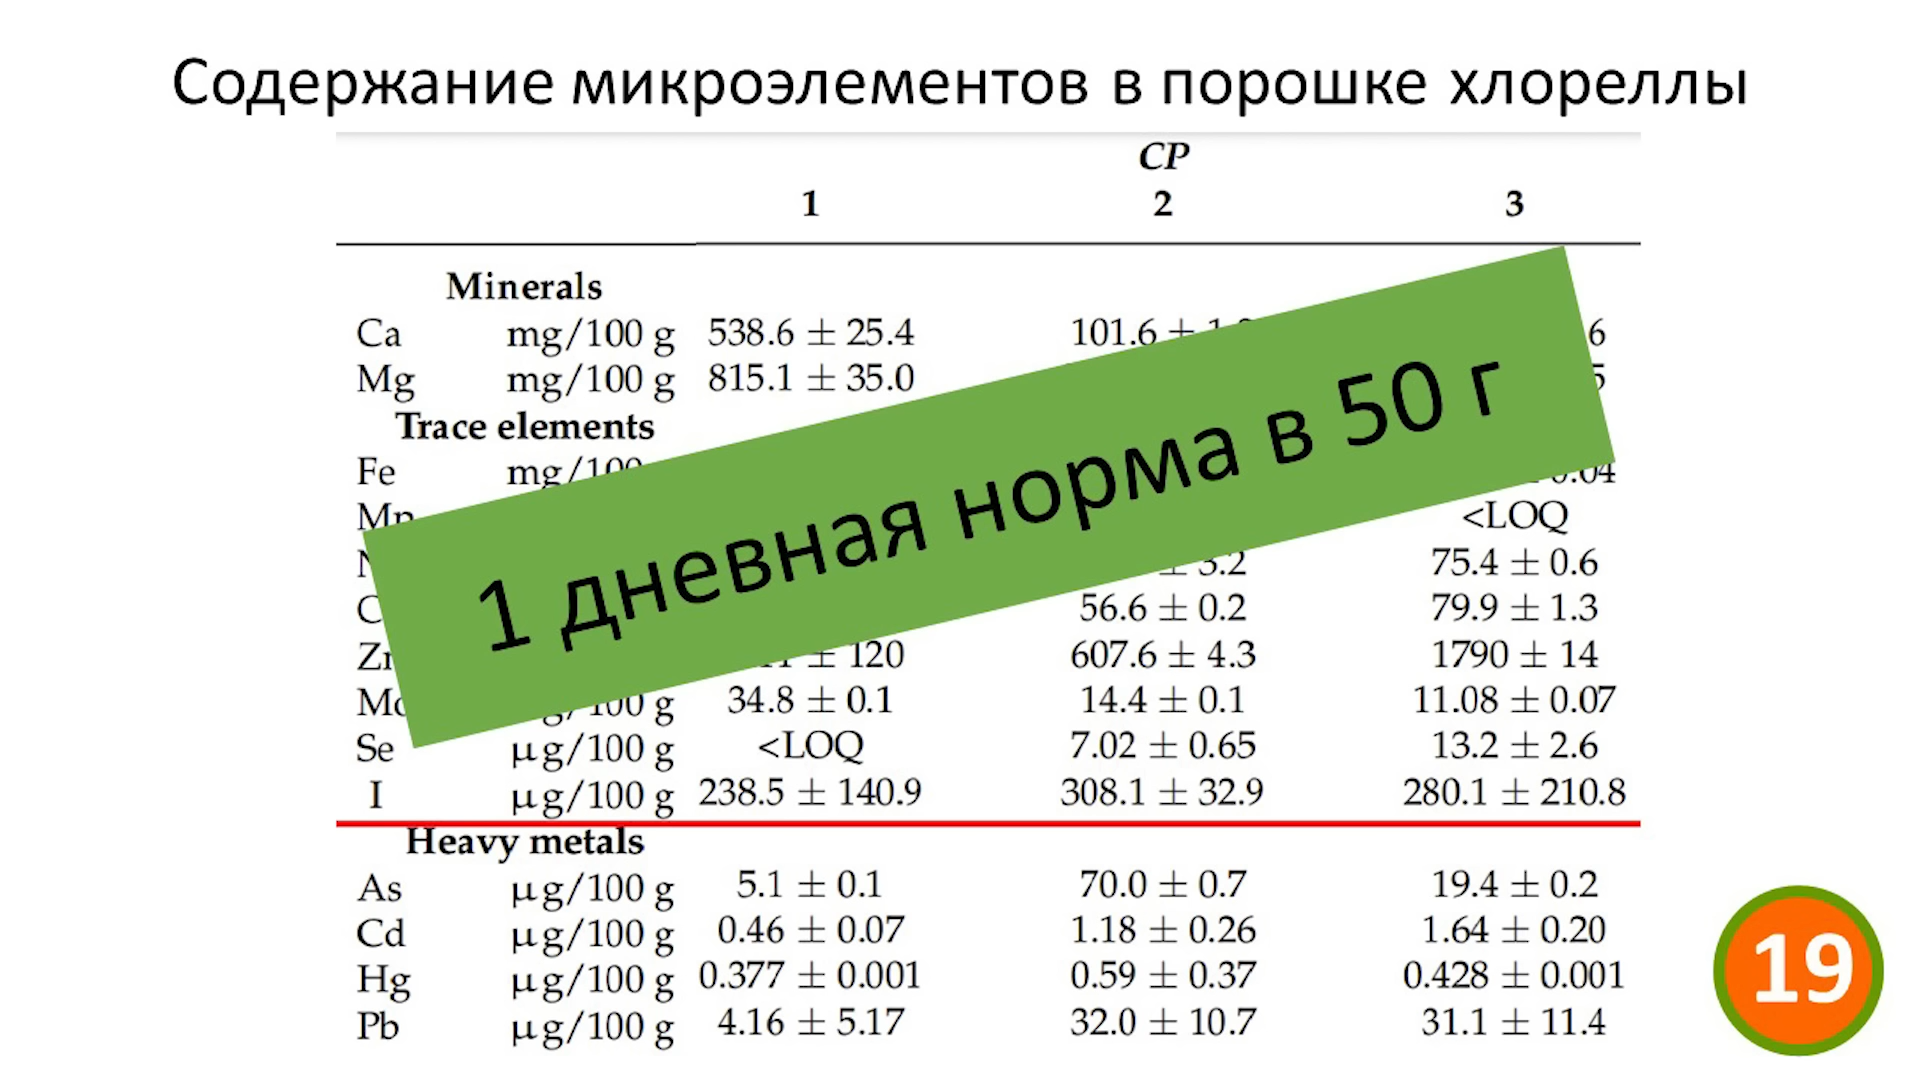 Содержание микроэлементов в порошке хлореллы
CP
1 2 3
Minerals
Ca mg/100 g 538.6 ± 25.4 101.6 6
Mg mg/100 g 815.1 ± 35.0
Trace elements
Fe mg/100
<LOQ
75.4 ± 0.6
56.6 ± 0.2 79.9 ± 1.3
± 120 607.6 ± 4.3 1790 ± 14
100 g 34.8 ± 0.1 14.4 ± 0.1 11.08 ± 0.07
Se µg/100 g <LOQ 7.02 ± 0.65 13.2 ± 2.6
I µg/100 g 238.5 ± 140.9 308.1 ± 32.9 280.1 ± 210.8
1 дневная норма в 50 г
Heavy metals
As µg/100 g 5.1 ± 0.1 70.0 ± 0.7 19.4 ± 0.2
Cd µg/100 g 0.46 ± 0.07 1.18 ± 0.26 1.64 ± 0.20
Hg µg/100 g 0.377 ± 0.001 0.59 ± 0.37 0.428 ± 0.001
Pb µg/100 g 4.16 ± 5.17 32.0 ± 10.7 31.1 ± 11.4
19